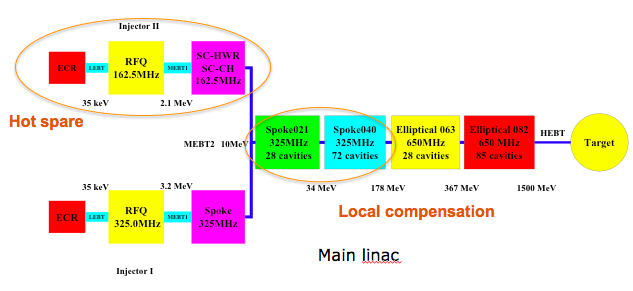 Injector II
ECR
LEBT
RFQ
162.5MHz
MEBT1
SC-HWR
SC-CH
162.5MHz
35 keV
2.1 MeV
Hot spare
MEBT2 10MeV
Spoke021
325MHz
28 cavities
Spoke040
325MHz
72 cavities
Elliptical 063
650MHz
28 cavities
Elliptical 082
650 MHz
85 cavities
HEBT
Target
34 MeV
178 MeV
367 MeV
1500 MeV
Local compensation
35 keV
3.2 MeV
ECR
LEBT
RFQ
325.0MHz
MEBT1
Spoke
325MHz
Main linac
Injector I